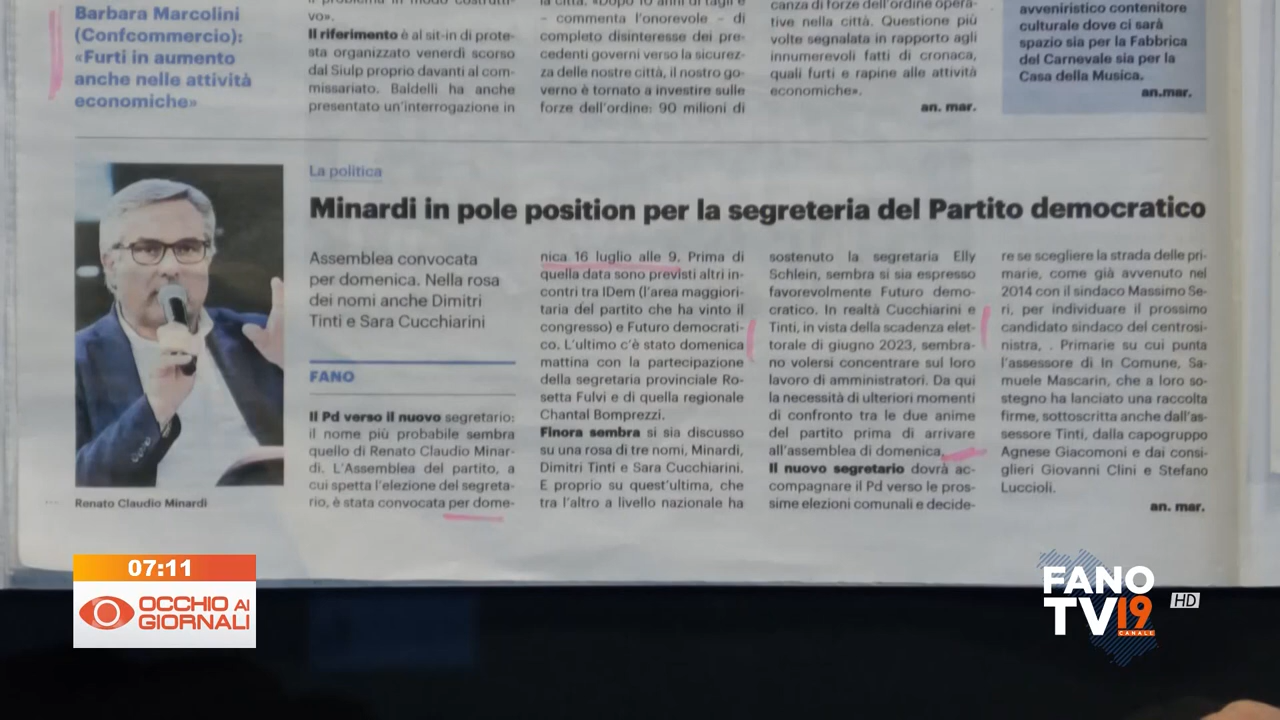 Barbara Marcolini
(Confcommercio):
«Furti in aumento
anche nelle attività
economiche»
vo».
Il riferimento è al sit-in di prote-
sta organizzato venerdì scorso
dal Siulp proprio davanti al com-
missariato. Baldelli ha anche
presentato un'interrogazione in
– commenta l'onorevole – di
completo disinteresse dei pre-
cedenti governi verso la sicurez-
za delle nostre città, il nostro go-
verno è tornato a investire sulle
forze dell'ordine: 90 milioni di
canza di forze dell'ordine opera-
tive nella città. Questione più
volte segnalata in rapporto agli
innumerevoli fatti di cronaca,
quali furti e rapine alle attività
economiche».
an. mar.
avveniristico contenitore
culturale dove ci sarà
spazio sia per la Fabbrica
del Carnevale sia per la
Casa della Musica.
an.mar.
La politica
Minardi in pole position per la segreteria del Partito democratico
Assemblea convocata
per domenica. Nella rosa
dei nomi anche Dimitri
Tinti e Sara Cucchiarini
FANO
Il Pd verso il nuovo segretario:
il nome più probabile sembra
quello di Renato Claudio Minar-
di. L'Assemblea del partito, a
cui spetta l'elezione del segreta-
rio, è stata convocata per dome-
nica 16 luglio alle 9. Prima di
quella data sono previsti altri in-
contri tra IDem (l'area maggiori-
taria del partito che ha vinto il
congresso) e Futuro democrati-
co. L'ultimo c'è stato domenica
mattina con la partecipazione
della segretaria provinciale Ro-
setta Fulvi e di quella regionale
Chantal Bomprezzi.
Finora sembra si sia discusso
su una rosa di tre nomi, Minardi,
Dimitri Tinti e Sara Cucchiarini.
E proprio su quest'ultima, che
tra l'altro a livello nazionale ha
sostenuto la segretaria Elly
Schlein, sembra si sia espresso
favorevolmente Futuro demo-
cratico. In realtà Cucchiarini e
Tinti, in vista della scadenza elet-
torale di giugno 2023, sembra-
no volersi concentrare sul loro
lavoro di amministratori. Da qui
la necessità di ulteriori momenti
di confronto tra le due anime
del partito prima di arrivare
all'assemblea di domenica.
Il nuovo segretario dovrà ac-
compagnare il Pd verso le pros-
sime elezioni comunali e decide-
re se scegliere la strada delle pri-
marie, come già avvenuto nel
2014 con il sindaco Massimo Se-
ri, per individuare il prossimo
candidato sindaco del centrosi-
nistra, . Primarie su cui punta
l'assessore di In Comune, Sa-
muele Mascarin, che a loro so-
stegno ha lanciato una raccolta
firme, sottoscritta anche dall'as-
sessore Tinti, dalla capogruppo
Agnese Giacomoni e dai consi-
glieri Giovanni Clini e Stefano
Luccioli.
an. mar.
Renato Claudio Minardi
07:11
OCCHIO AI
GIORNALI
FANO
TV19
CANALE
HD